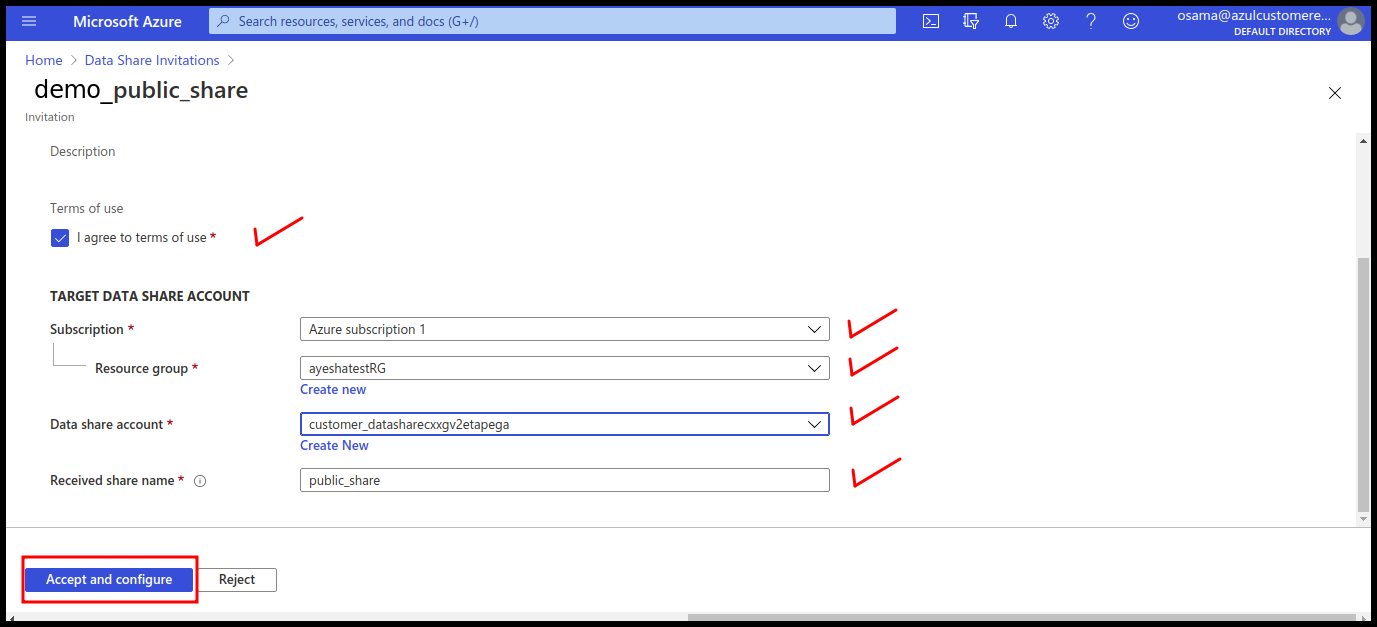 Microsoft Azure
Search resources, services, and docs (G+/)
osama@azulcustomere...
DEFAULT DIRECTORY
Home > Data Share Invitations >
demo_public_share
Invitation
Description
Terms of use
I agree to terms of use *
TARGET DATA SHARE ACCOUNT
Subscription * Azure subscription 1
Resource group * ayeshatestRG
Create new
Data share account * customer_datasharecxxgv2etapega
Create New
Received share name * public_share
Accept and configure Reject